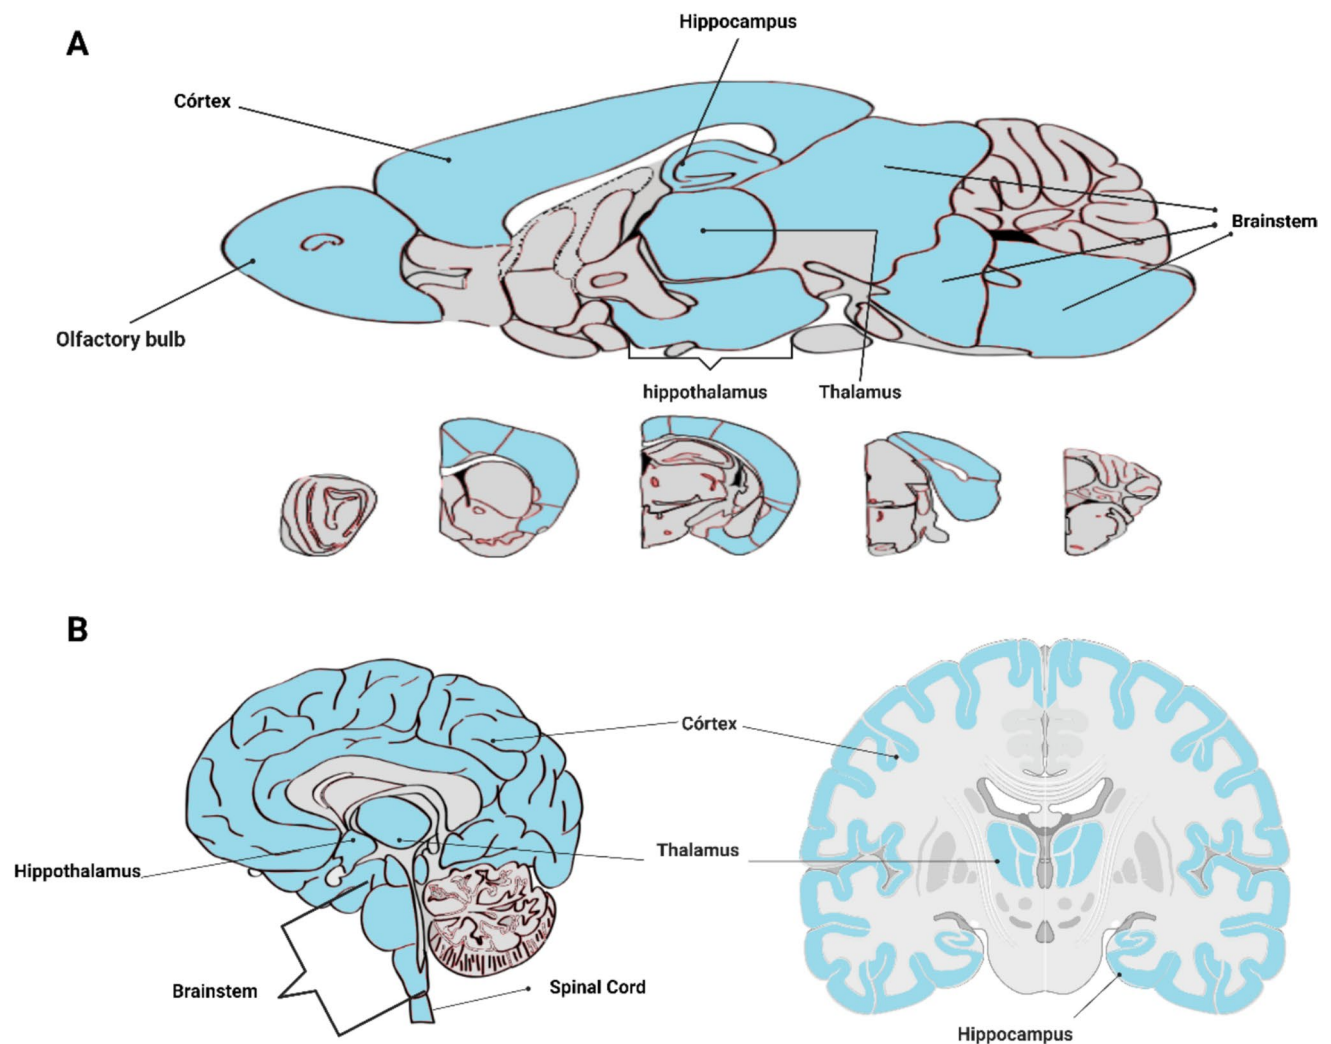 A
Hippocampus
Córtex
Brainstem
Olfactory bulb
hippothalamus
Thalamus
B
Córtex
Thalamus
Hippothalamus
Brainstem
Spinal Cord
Hippocampus